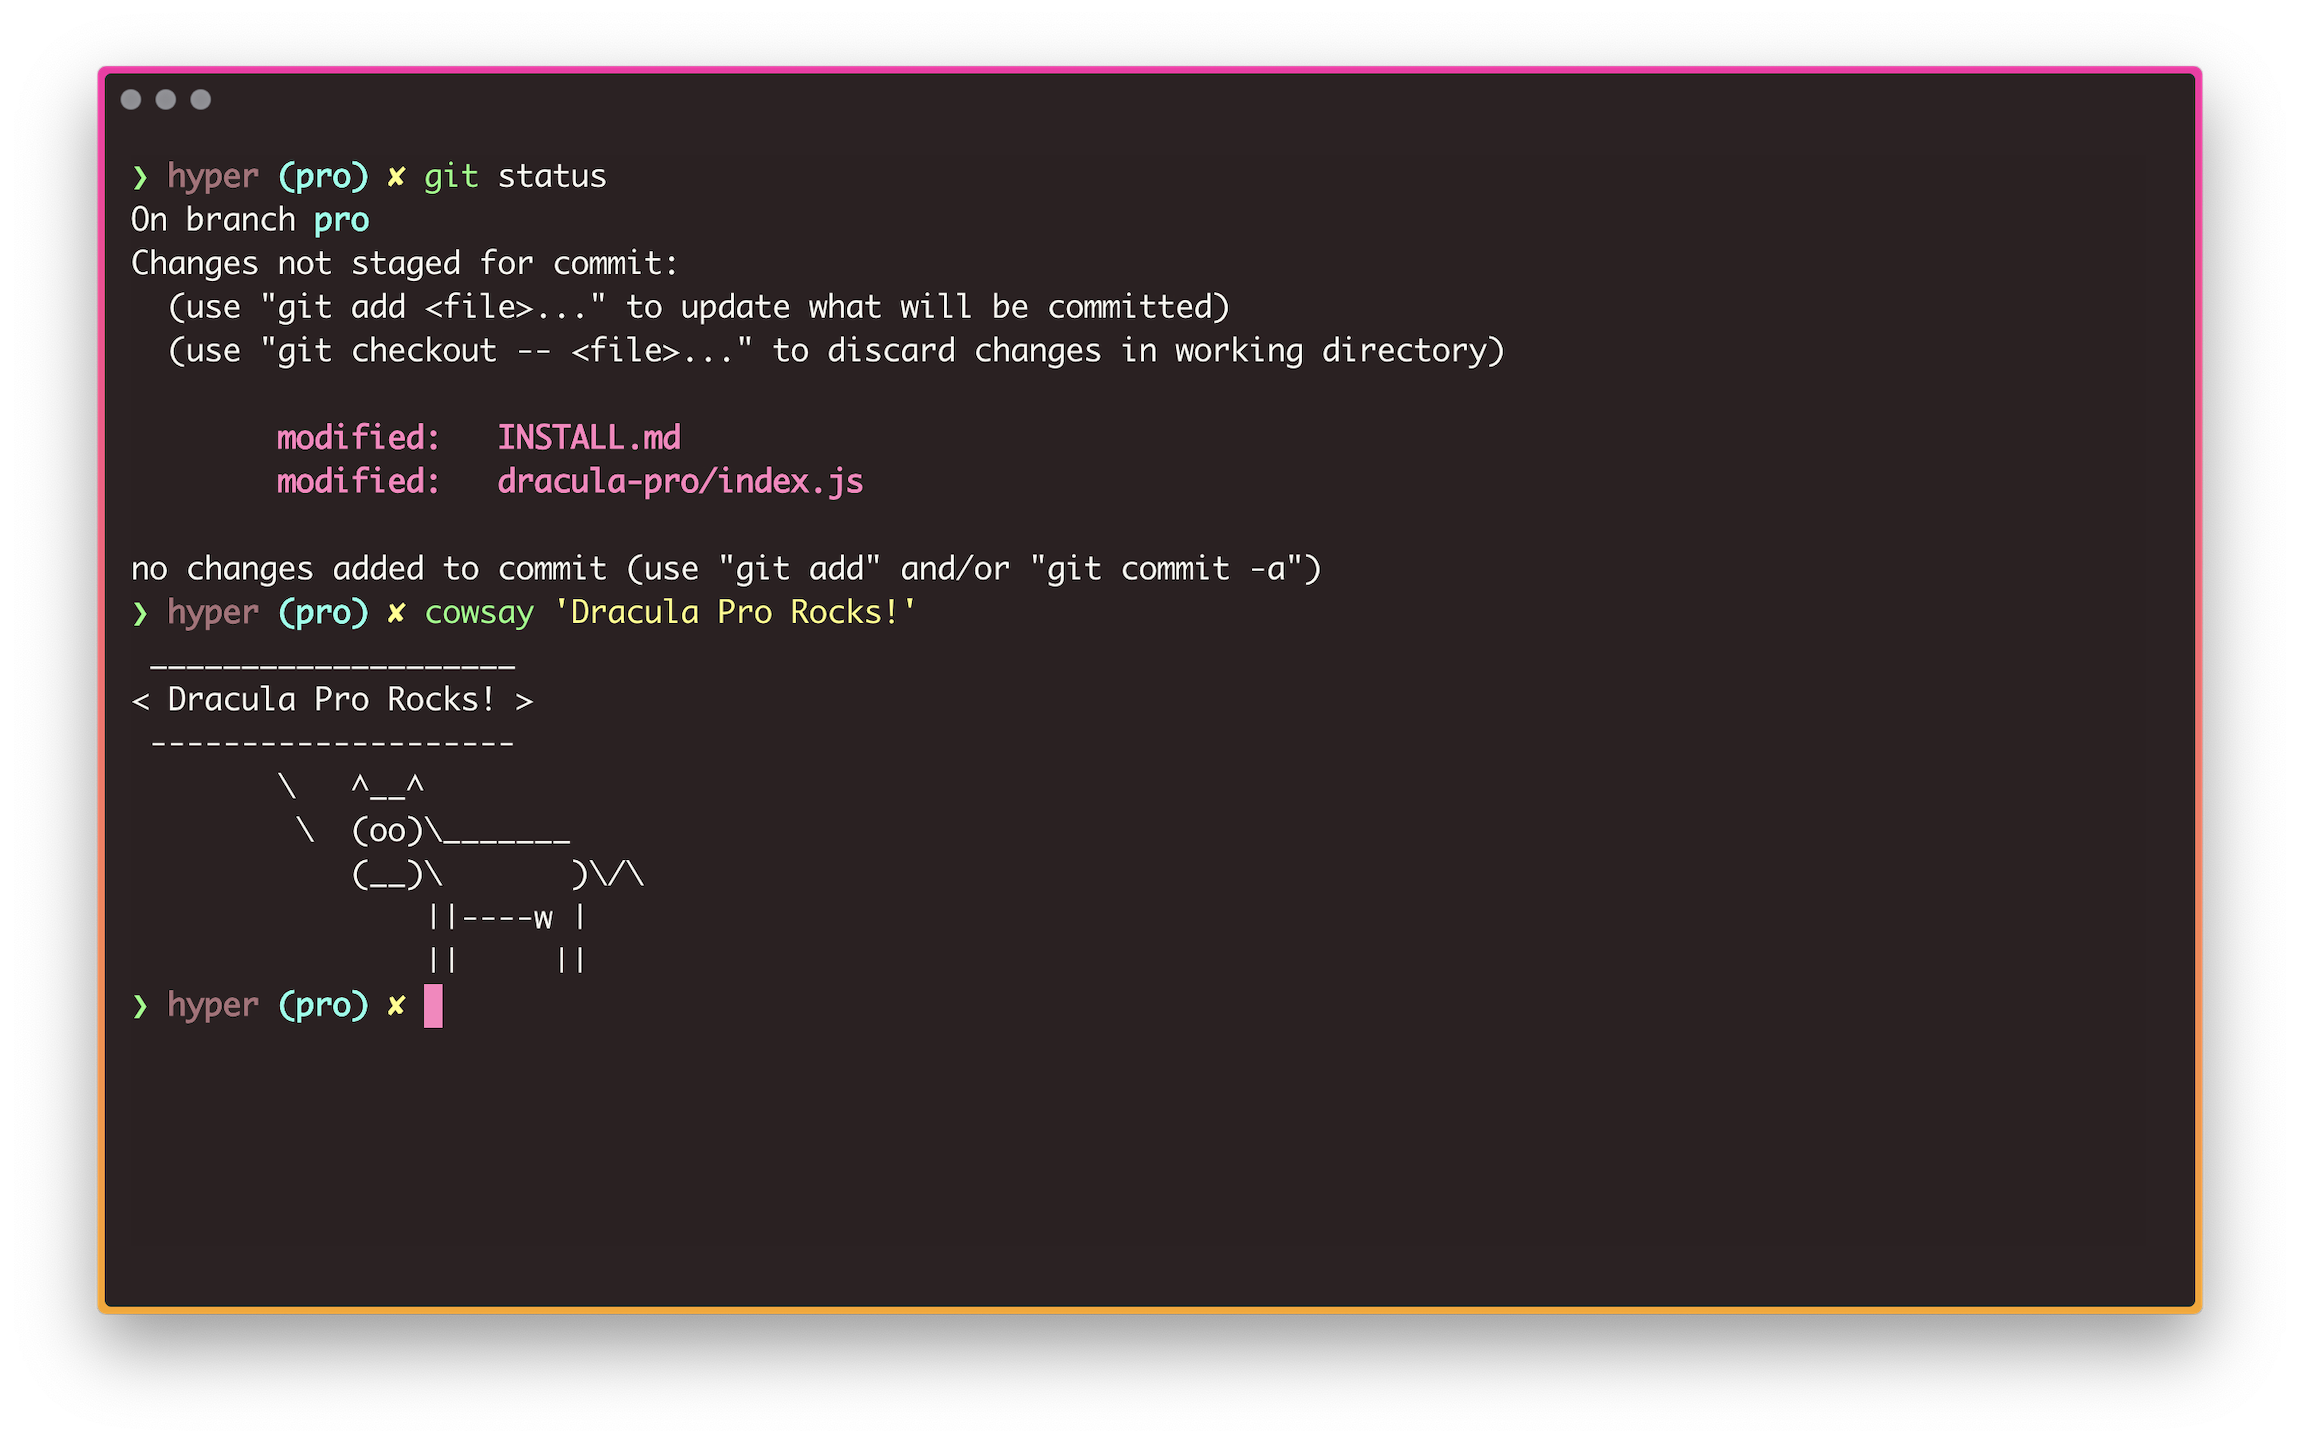 ❯ hyper (pro) ✘ git status
On branch pro
Changes not staged for commit:
  (use "git add <file>..." to update what will be committed)
  (use "git checkout -- <file>..." to discard changes in working directory)

        modified:   INSTALL.md
        modified:   dracula-pro/index.js

no changes added to commit (use "git add" and/or "git commit -a")
❯ hyper (pro) ✘ cowsay 'Dracula Pro Rocks!'
 ____________________
< Dracula Pro Rocks! >
 --------------------
        \   ^__^
         \  (oo)\_______
            (__)\       )\/\
                ||----w |
                ||     ||
❯ hyper (pro) ✘